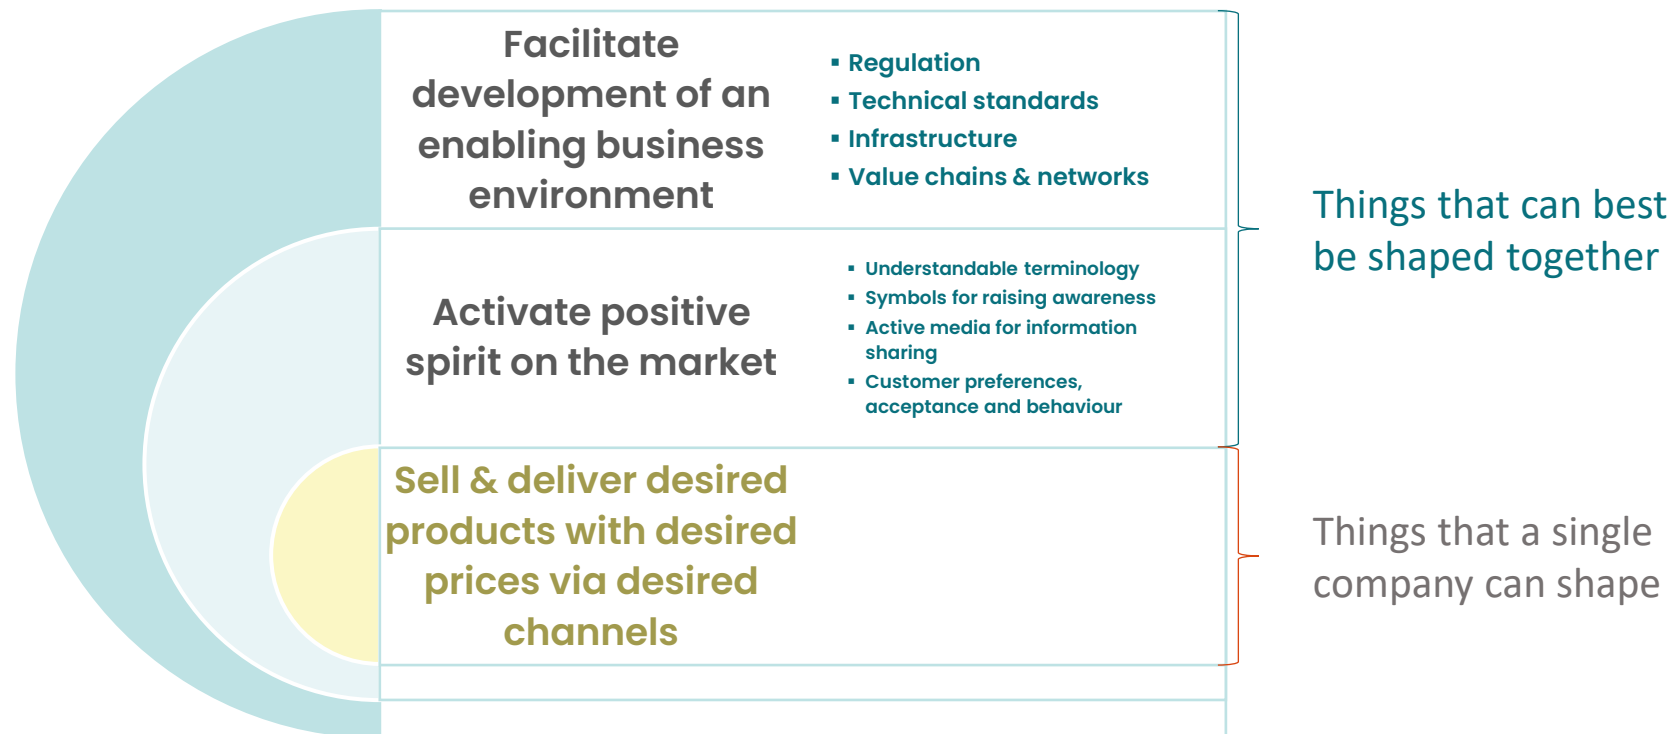 Facilitate
development of an
enabling business
environment
▪ Regulation
▪ Technical standards
▪ Infrastructure
▪ Value chains & networks
Things that can best
be shaped together
Activate positive
spirit on the market
▪ Understandable terminology
▪ Symbols for raising awareness
▪ Active media for information
sharing
▪ Customer preferences,
acceptance and behaviour
Sell & deliver desired
products with desired
prices via desired
channels
Things that a single
company can shape